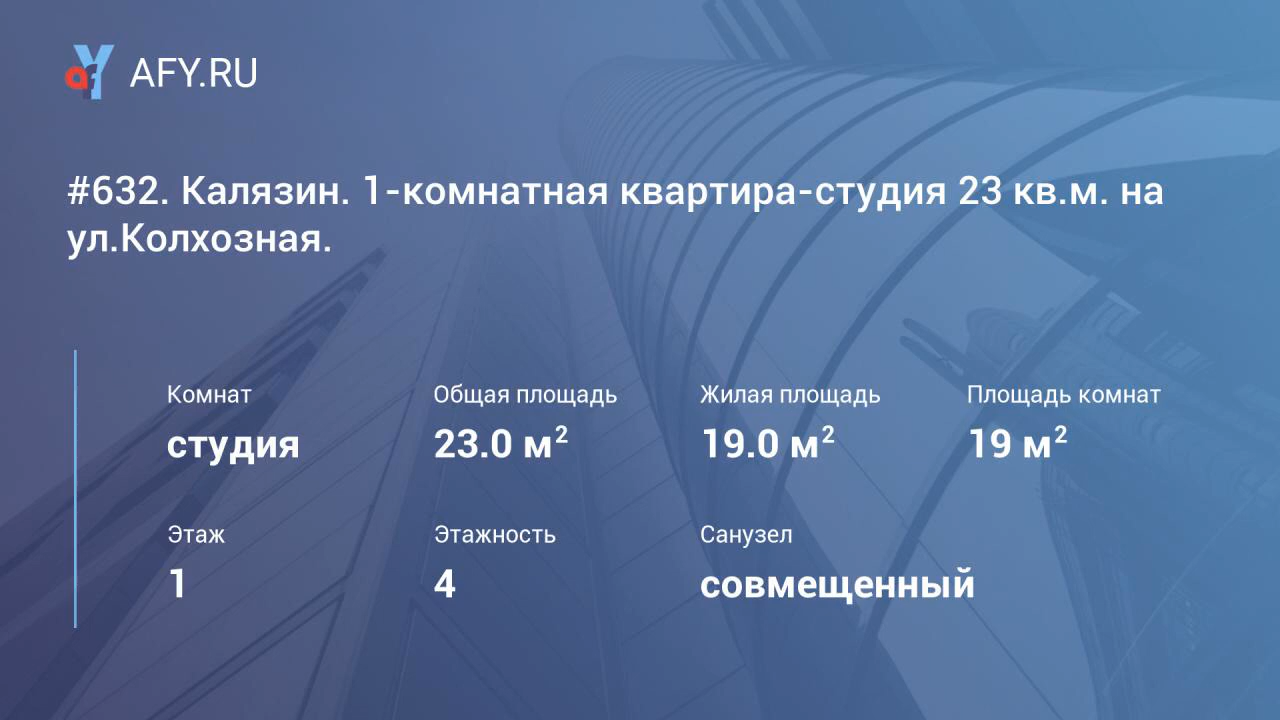 AFY.RU
#632. Калязин. 1-комнатная квартира-студия 23 кв.м. на
ул.Колхозная.
Комнат
студия
Общая площадь
23.0 м²
Жилая площадь
19.0 м²
Площадь комнат
19 м²
Этаж
1
Этажность
4
Санузел
совмещенный